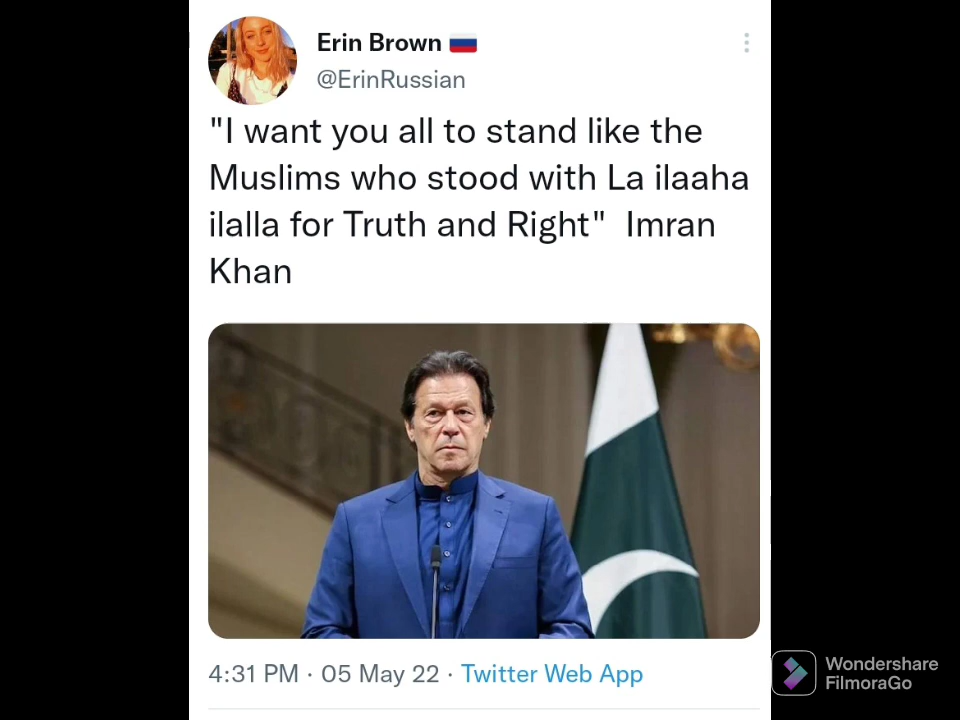 Erin Brown
@ErinRussian
"I want you all to stand like the
Muslims who stood with La ilaaha
ilalla for Truth and Right" Imran
Khan
4:31 PM · 05 May 22 · Twitter Web App
Wondershare
FilmoraGo